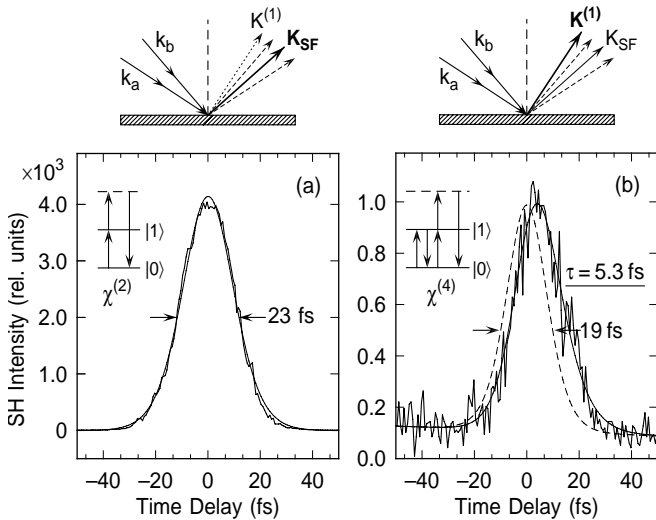 K(1)
k_b
K_SF
k_a
K(1)
k_b
K_SF
k_a
×10³
(a)
4.0
|1⟩
|0⟩
χ(2)
3.0
2.0
23 fs
1.0
0
SH Intensity (rel. units)
−40 −20 0 20 40
Time Delay (fs)
(b)
1.0
|1⟩
|0⟩
χ(4)
0.8
τ = 5.3 fs
0.6
19 fs
0.4
0.2
0.0
−40 −20 0 20 40
Time Delay (fs)